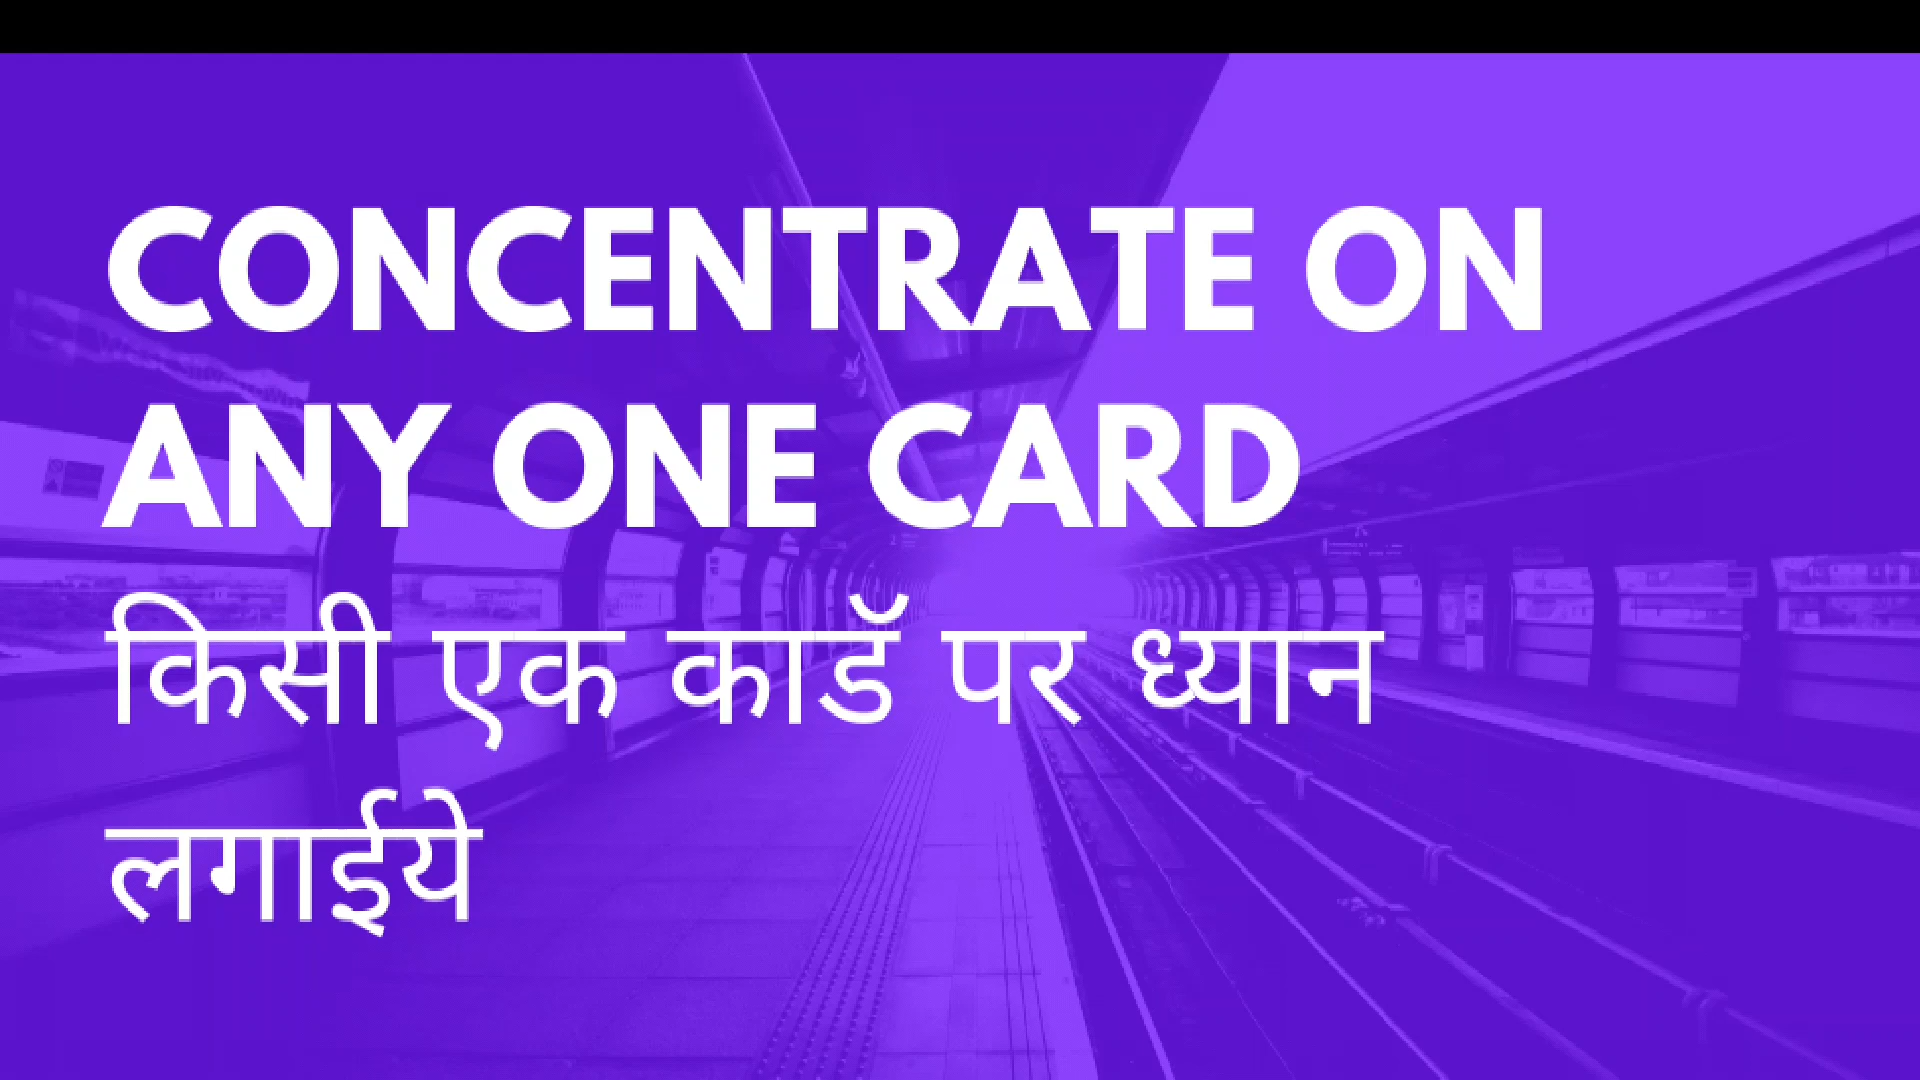 CONCENTRATE ON
ANY ONE CARD
किसी एक काडॅ पर ध्यान
लगाईये